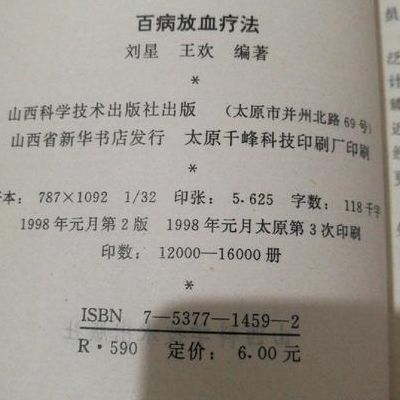 百病放血疗法
刘星 王欢 编著
*
山西科学技术出版社出版 (太原市并州北路69号)
山西省新华书店发行 太原千峰科技印刷厂印刷
*
本: 787×1092 1/32 印张: 5.625 字数: 118千字
1998年元月第2版 1998年元月太原第3次印刷
印数: 12000—16000册
*
ISBN 7—5377—1459—2
R·590 定价: 6.00元